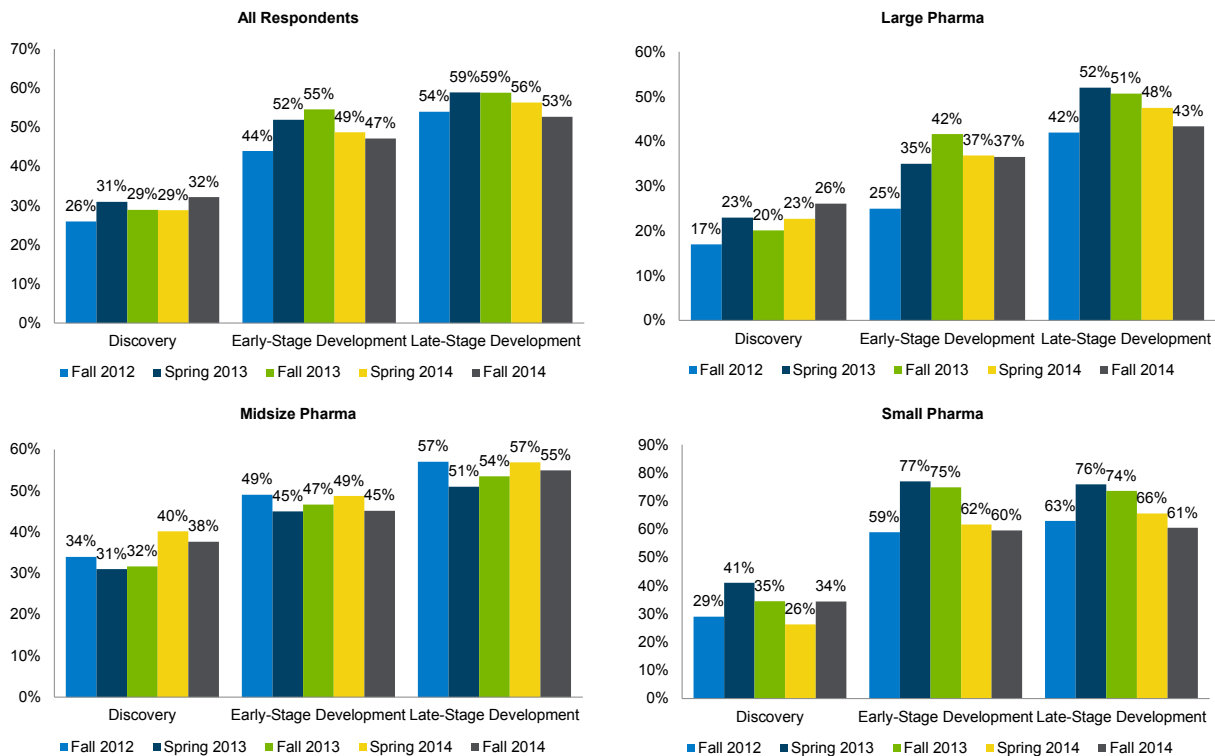 All Respondents
70%
60%
50%
40%
30%
20%
10%
0%
26%
31%
29%
29%
32%
44%
52%
55%
49%
47%
54%
59%
59%
56%
53%
Discovery
Early-Stage Development
Late-Stage Development
Fall 2012
Spring 2013
Fall 2013
Spring 2014
Fall 2014
Large Pharma
60%
50%
40%
30%
20%
10%
0%
17%
23%
20%
23%
26%
25%
35%
42%
37%
37%
42%
52%
51%
48%
43%
Discovery
Early-Stage Development
Late-Stage Development
Fall 2012
Spring 2013
Fall 2013
Spring 2014
Fall 2014
Midsize Pharma
60%
50%
40%
30%
20%
10%
0%
34%
31%
32%
40%
38%
49%
45%
47%
49%
45%
57%
51%
54%
57%
55%
Discovery
Early-Stage Development
Late-Stage Development
Fall 2012
Spring 2013
Fall 2013
Spring 2014
Fall 2014
Small Pharma
90%
80%
70%
60%
50%
40%
30%
20%
10%
0%
29%
41%
35%
26%
34%
59%
77%
75%
62%
60%
63%
76%
74%
66%
61%
Discovery
Early-Stage Development
Late-Stage Development
Fall 2012
Spring 2013
Fall 2013
Spring 2014
Fall 2014